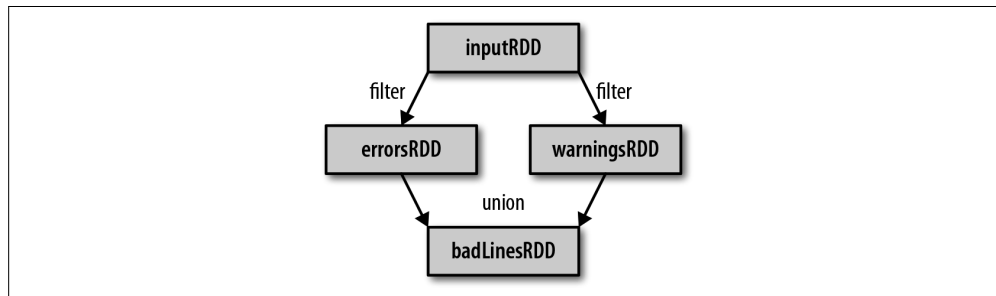 inputRDD
filter
filter
errorsRDD
warningsRDD
union
badLinesRDD